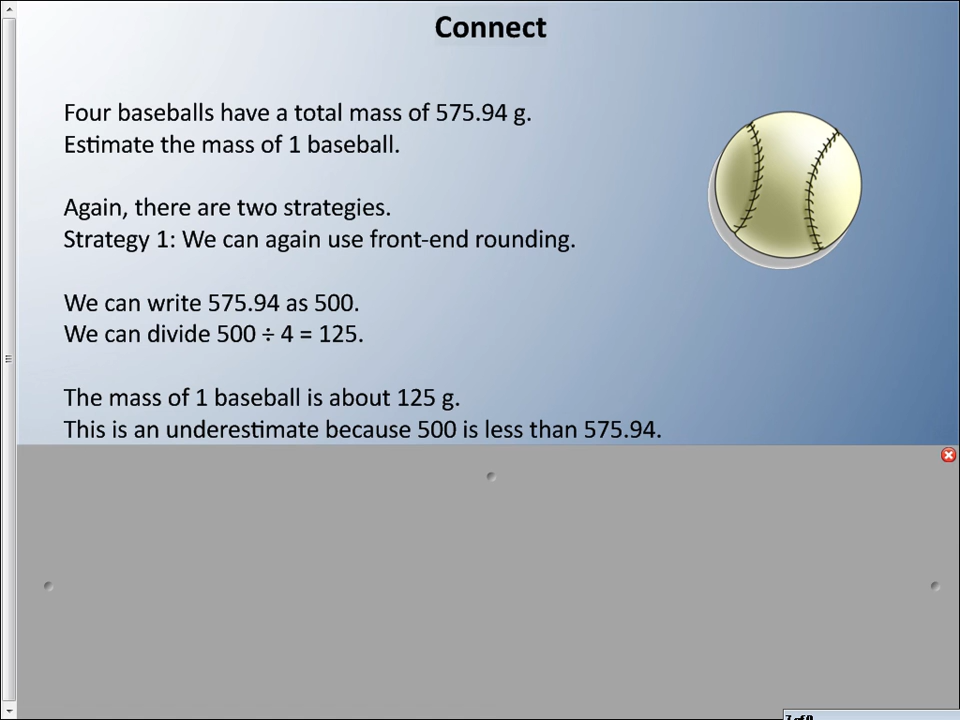 Connect
Four baseballs have a total mass of 575.94 g.
Estimate the mass of 1 baseball.
Again, there are two strategies.
Strategy 1: We can again use front-end rounding.
We can write 575.94 as 500.
We can divide 500 ÷ 4 = 125.
The mass of 1 baseball is about 125 g.
This is an underestimate because 500 is less than 575.94.